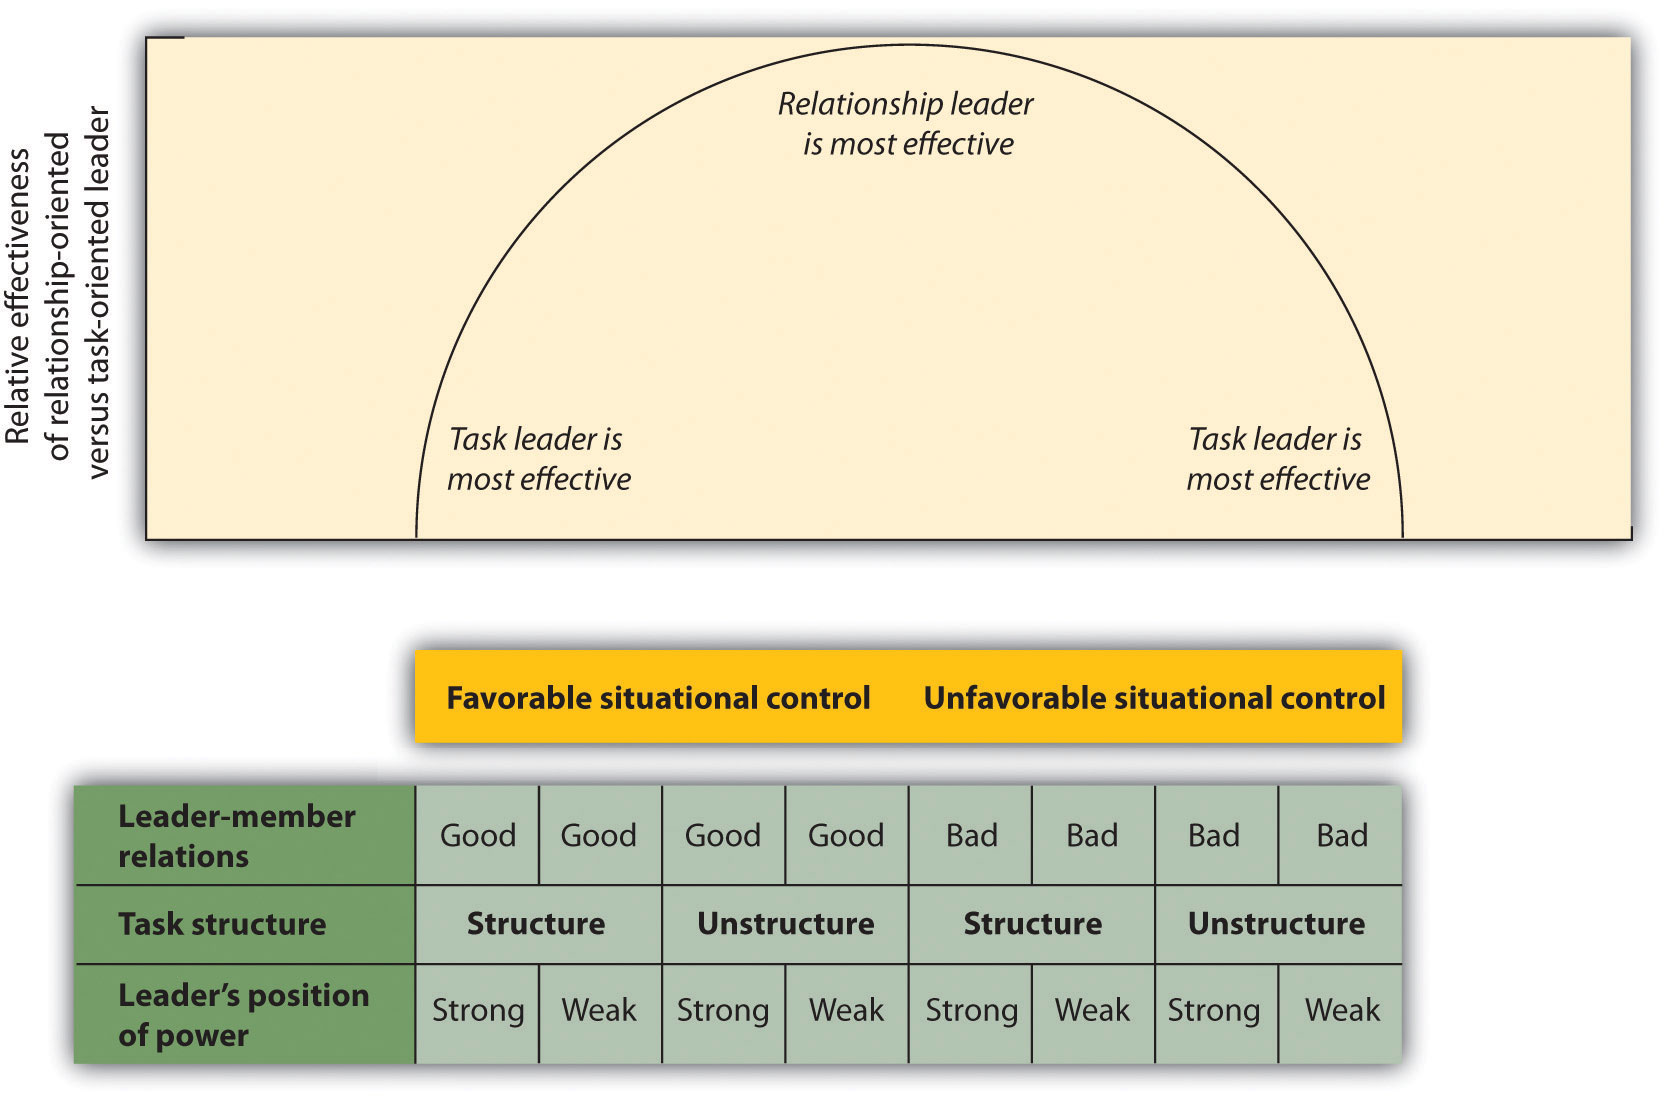 Relative effectiveness
of relationship-oriented
versus task-oriented leader
Relationship leader
is most effective
Task leader is
most effective
Task leader is
most effective
Favorable situational control
Unfavorable situational control
Leader-member
relations
Good Good Good Good Bad Bad Bad Bad
Task structure
Structure Unstructure Structure Unstructure
Leader’s position
of power
Strong Weak Strong Weak Strong Weak Strong Weak